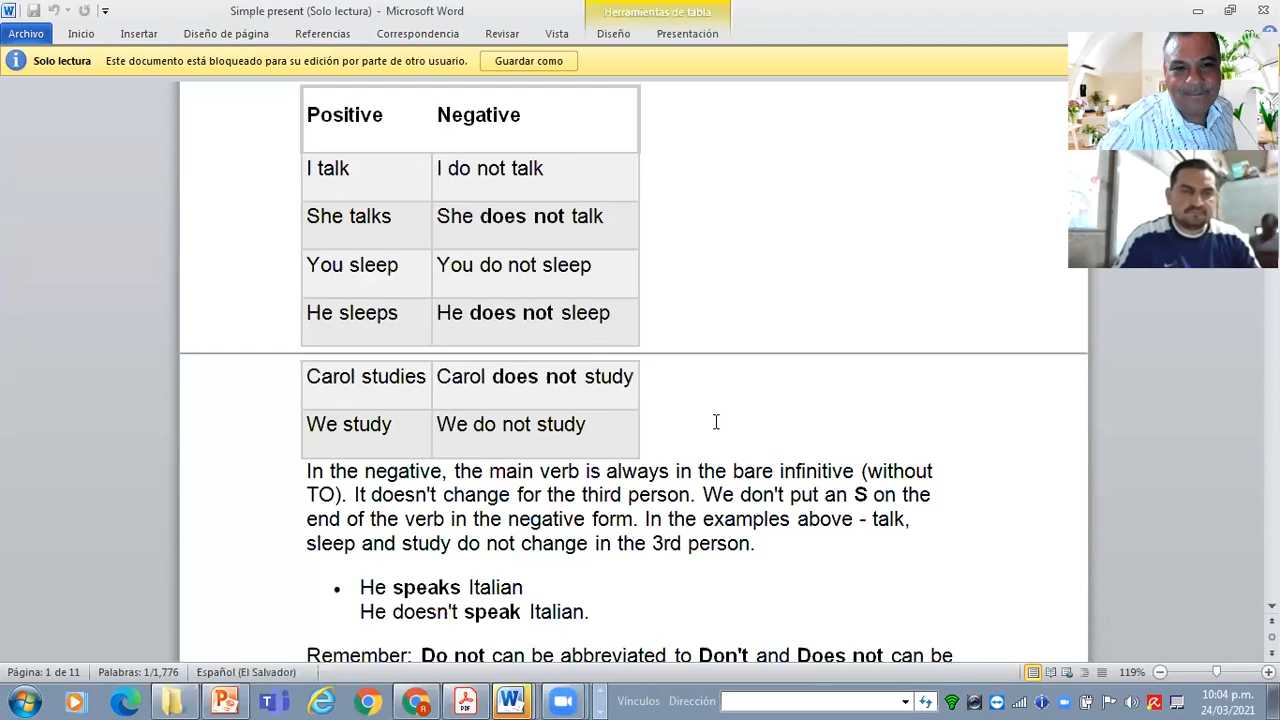 Simple present (Solo lectura) - Microsoft Word
Herramientas de tabla
Archivo Inicio Insertar Diseño de página Referencias Correspondencia Revisar Vista Diseño Presentación
Solo lectura Este documento está bloqueado para su edición por parte de otro usuario. Guardar como
Positive Negative
I talk I do not talk
She talks She does not talk
You sleep You do not sleep
He sleeps He does not sleep
Carol studies Carol does not study
We study We do not study
In the negative, the main verb is always in the bare infinitive (without
TO). It doesn't change for the third person. We don't put an S on the
end of the verb in the negative form. In the examples above - talk,
sleep and study do not change in the 3rd person.
• He speaks Italian
He doesn't speak Italian.
Remember: Do not can be abbreviated to Don't and Does not can be
Página: 1 de 11 Palabras: 1/1,776 Español (El Salvador) 119%
Vínculos Dirección 10:04 p.m.
24/03/2021